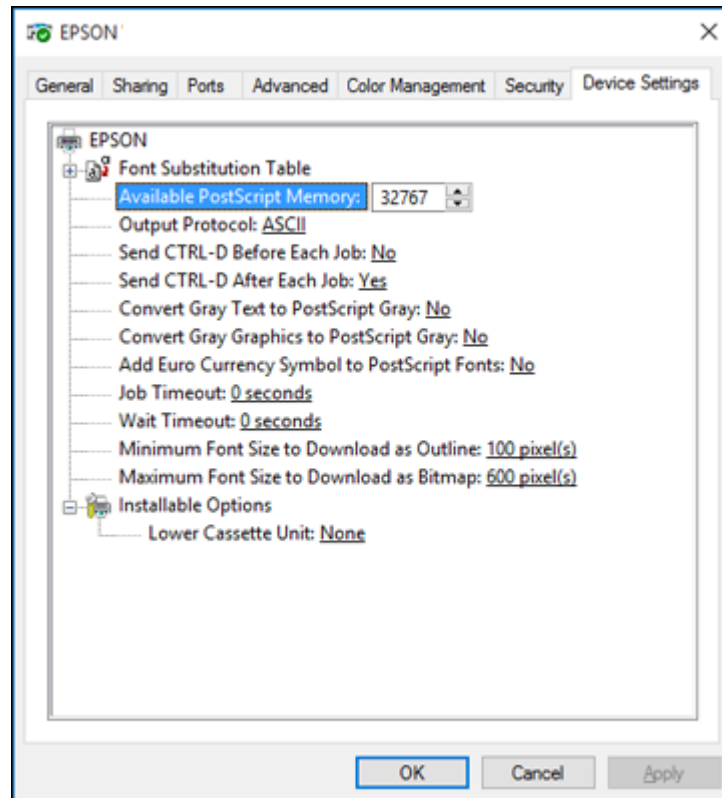 EPSON
General Sharing Ports Advanced Color Management Security Device Settings
EPSON
Font Substitution Table
Available PostScript Memory: 32767
Output Protocol: ASCII
Send CTRL-D Before Each Job: No
Send CTRL-D After Each Job: Yes
Convert Gray Text to PostScript Gray: No
Convert Gray Graphics to PostScript Gray: No
Add Euro Currency Symbol to PostScript Fonts: No
Job Timeout: 0 seconds
Wait Timeout: 0 seconds
Minimum Font Size to Download as Outline: 100 pixel(s)
Maximum Font Size to Download as Bitmap: 600 pixel(s)
Installable Options
Lower Cassette Unit: None
OK Cancel Apply